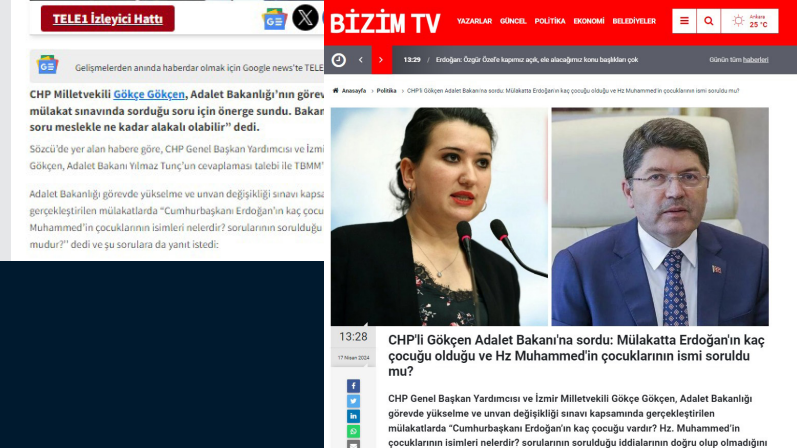 TELE1 İzleyici Hattı
Gelişmelerden anında haberdar olmak için Google news'te TELE
CHP Milletvekili Gökçe Gökçen, Adalet Bakanlığı'nın görev
mülakat sınavında sorduğu soru için önerge sundu. Bakan
soru meslekle ne kadar alakalı olabilir" dedi.
Sözcü'de yer alan habere göre, CHP Genel Başkan Yardımcısı ve İzmi
Gökçen, Adalet Bakanı Yılmaz Tunç'un cevaplaması talebi ile TBMM'
Adalet Bakanlığı görevde yükselme ve unvan değişikliği sınavı kapsa
gerçekleştirilen mülakatlarda "Cumhurbaşkanı Erdoğan'ın kaç çocu
Muhammed'in çocuklarının isimleri nelerdir? sorularının sorulduğu
mudur?'' dedi ve şu sorulara da yanıt istedi:
BİZİM TV
YAZARLAR GÜNCEL POLİTİKA EKONOMİ BELEDİYELER
Ankara
25 °C
13:29 / Erdoğan: Özgür Özel'e kapımız açık, ele alacağımız konu başlıkları çok
Günün tüm haberleri
Anasayfa › Politika › CHP'li Gökçen Adalet Bakanı'na sordu: Mülakatta Erdoğan'ın kaç çocuğu olduğu ve Hz Muhammed'in çocuklarının ismi soruldu mu?
13:28
17 Nisan 2024
CHP'li Gökçen Adalet Bakanı'na sordu: Mülakatta Erdoğan'ın kaç
çocuğu olduğu ve Hz Muhammed'in çocuklarının ismi soruldu
mu?
CHP Genel Başkan Yardımcısı ve İzmir Milletvekili Gökçe Gökçen, Adalet Bakanlığı
görevde yükselme ve unvan değişikliği sınavı kapsamında gerçekleştirilen
mülakatlarda "Cumhurbaşkanı Erdoğan'ın kaç çocuğu vardır? Hz. Muhammed'in
çocuklarının isimleri nelerdir? sorularının sorulduğu iddialarının doğru olup olmadığını